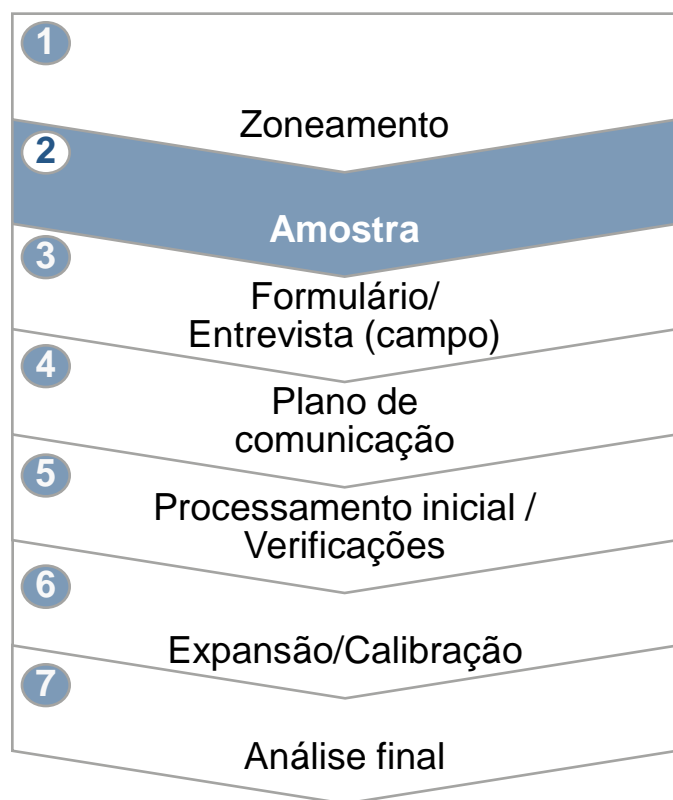 1
Zoneamento
2
Amostra
3
Formulário/
Entrevista (campo)
4
Plano de
comunicação
5
Processamento inicial /
Verificações
6
Expansão/Calibração
7
Análise final